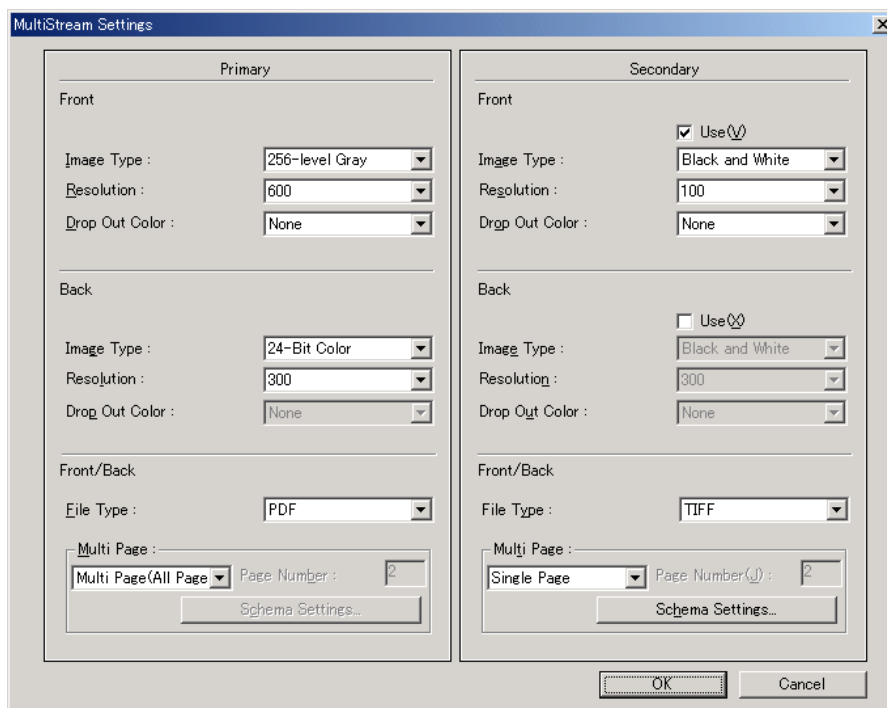 MultiStream Settings
Primary
Front
Image Type :
256-level Gray
Resolution :
600
Drop Out Color :
None
Back
Image Type :
24-Bit Color
Resolution :
300
Drop Out Color :
None
Front/Back
File Type :
PDF
Multi Page :
Multi Page(All Page
Page Number :
2
Schema Settings...
Secondary
Front
Use(V)
Image Type :
Black and White
Resolution :
100
Drop Out Color :
None
Back
Use(X)
Image Type :
Black and White
Resolution :
300
Drop Out Color :
None
Front/Back
File Type :
TIFF
Multi Page :
Single Page
Page Number(J) :
2
Schema Settings...
OK
Cancel